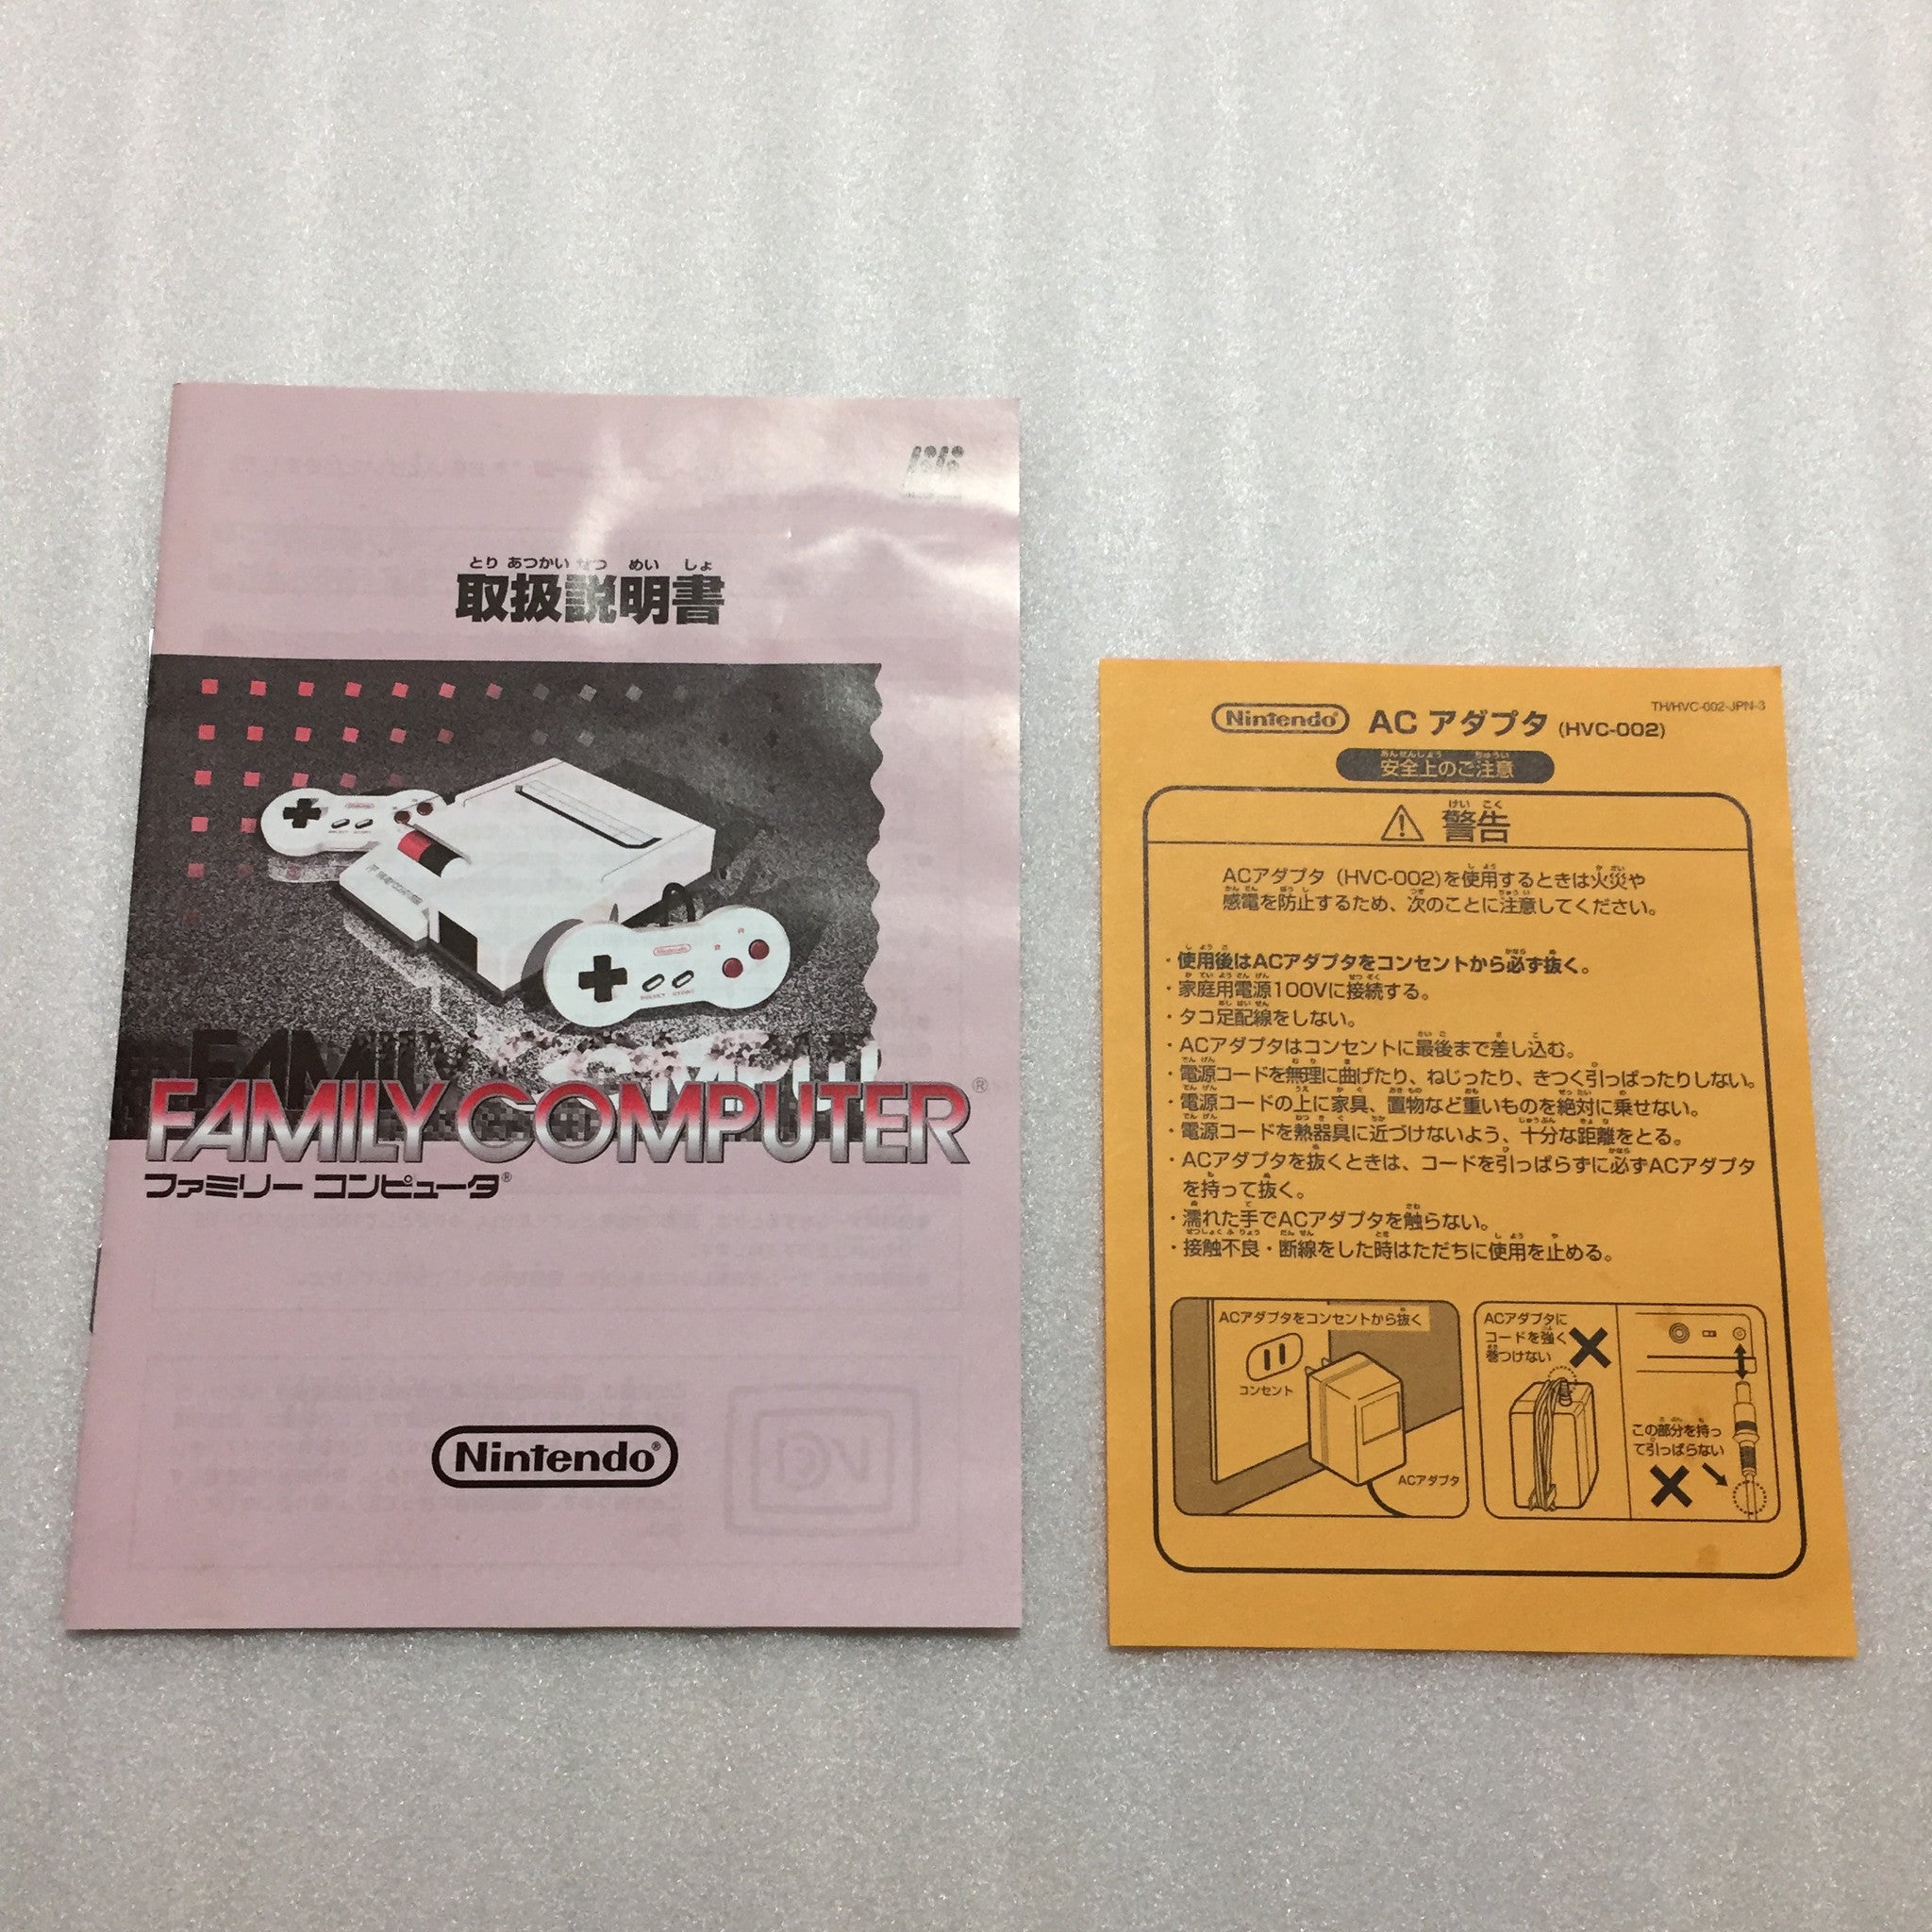 とりあつかいせつめいしょ
取扱説明書
FAMILY COMPUTER®
ファミリー コンピュータ®
Nintendo®
TH/HVC-002-JPN-3
Nintendo® AC アダプタ (HVC-002)
あんぜんじょう ちゅうい
安全上のご注意
けいこく
⚠ 警告
ACアダプタ(HVC-002)を使用するときは火災や
感電を防止するため、次のことに注意してください。
・使用後はACアダプタをコンセントから必ず抜く。
・家庭用電源100Vに接続する。
・タコ足配線をしない。
・ACアダプタはコンセントに最後まで差し込む。
・電源コードを無理に曲げたり、ねじったり、きつく引っぱったりしない。
・電源コードの上に家具、置物など重いものを絶対に乗せない。
・電源コードを熱器具に近づけないよう、十分な距離をとる。
・ACアダプタを抜くときは、コードを引っぱらずに必ずACアダプタ
を持って抜く。
・濡れた手でACアダプタを触らない。
・接触不良・断線をした時はただちに使用を止める。
ACアダプタをコンセントから抜く
コンセント
ACアダプタ
ACアダプタに
コードを強く
巻つけない
この部分を持っ
て引っぱらない